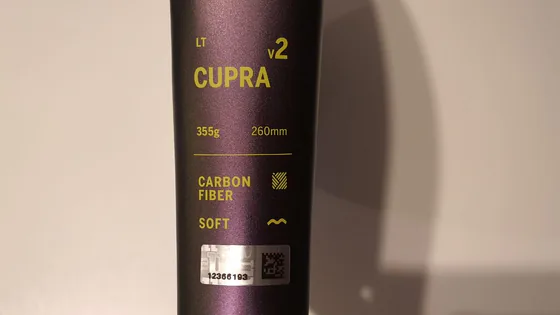 LT
v2
CUPRA
355g 260mm
CARBON
FIBER
SOFT
12366193